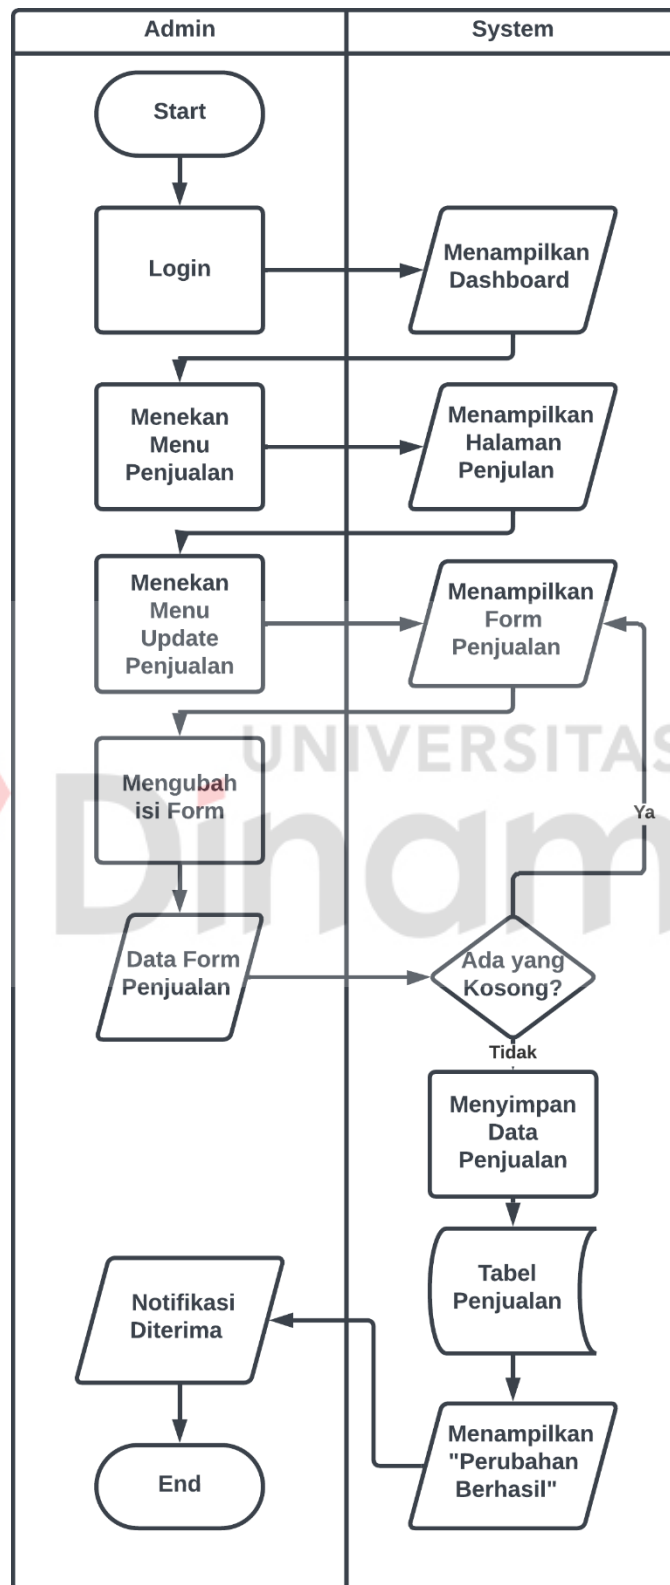 Admin
System
Start
Login
Menampilkan
Dashboard
Menekan
Menu
Penjualan
Menampilkan
Halaman
Penjulan
Menekan
Menu
Update
Penjualan
Menampilkan
Form
Penjualan
UNIVERSITAS
Dinam
Mengubah
isi Form
Ya
Data Form
Penjualan
Ada yang
Kosong?
Tidak
Menyimpan
Data
Penjualan
Tabel
Penjualan
Notifikasi
Diterima
Menampilkan
"Perubahan
Berhasil"
End